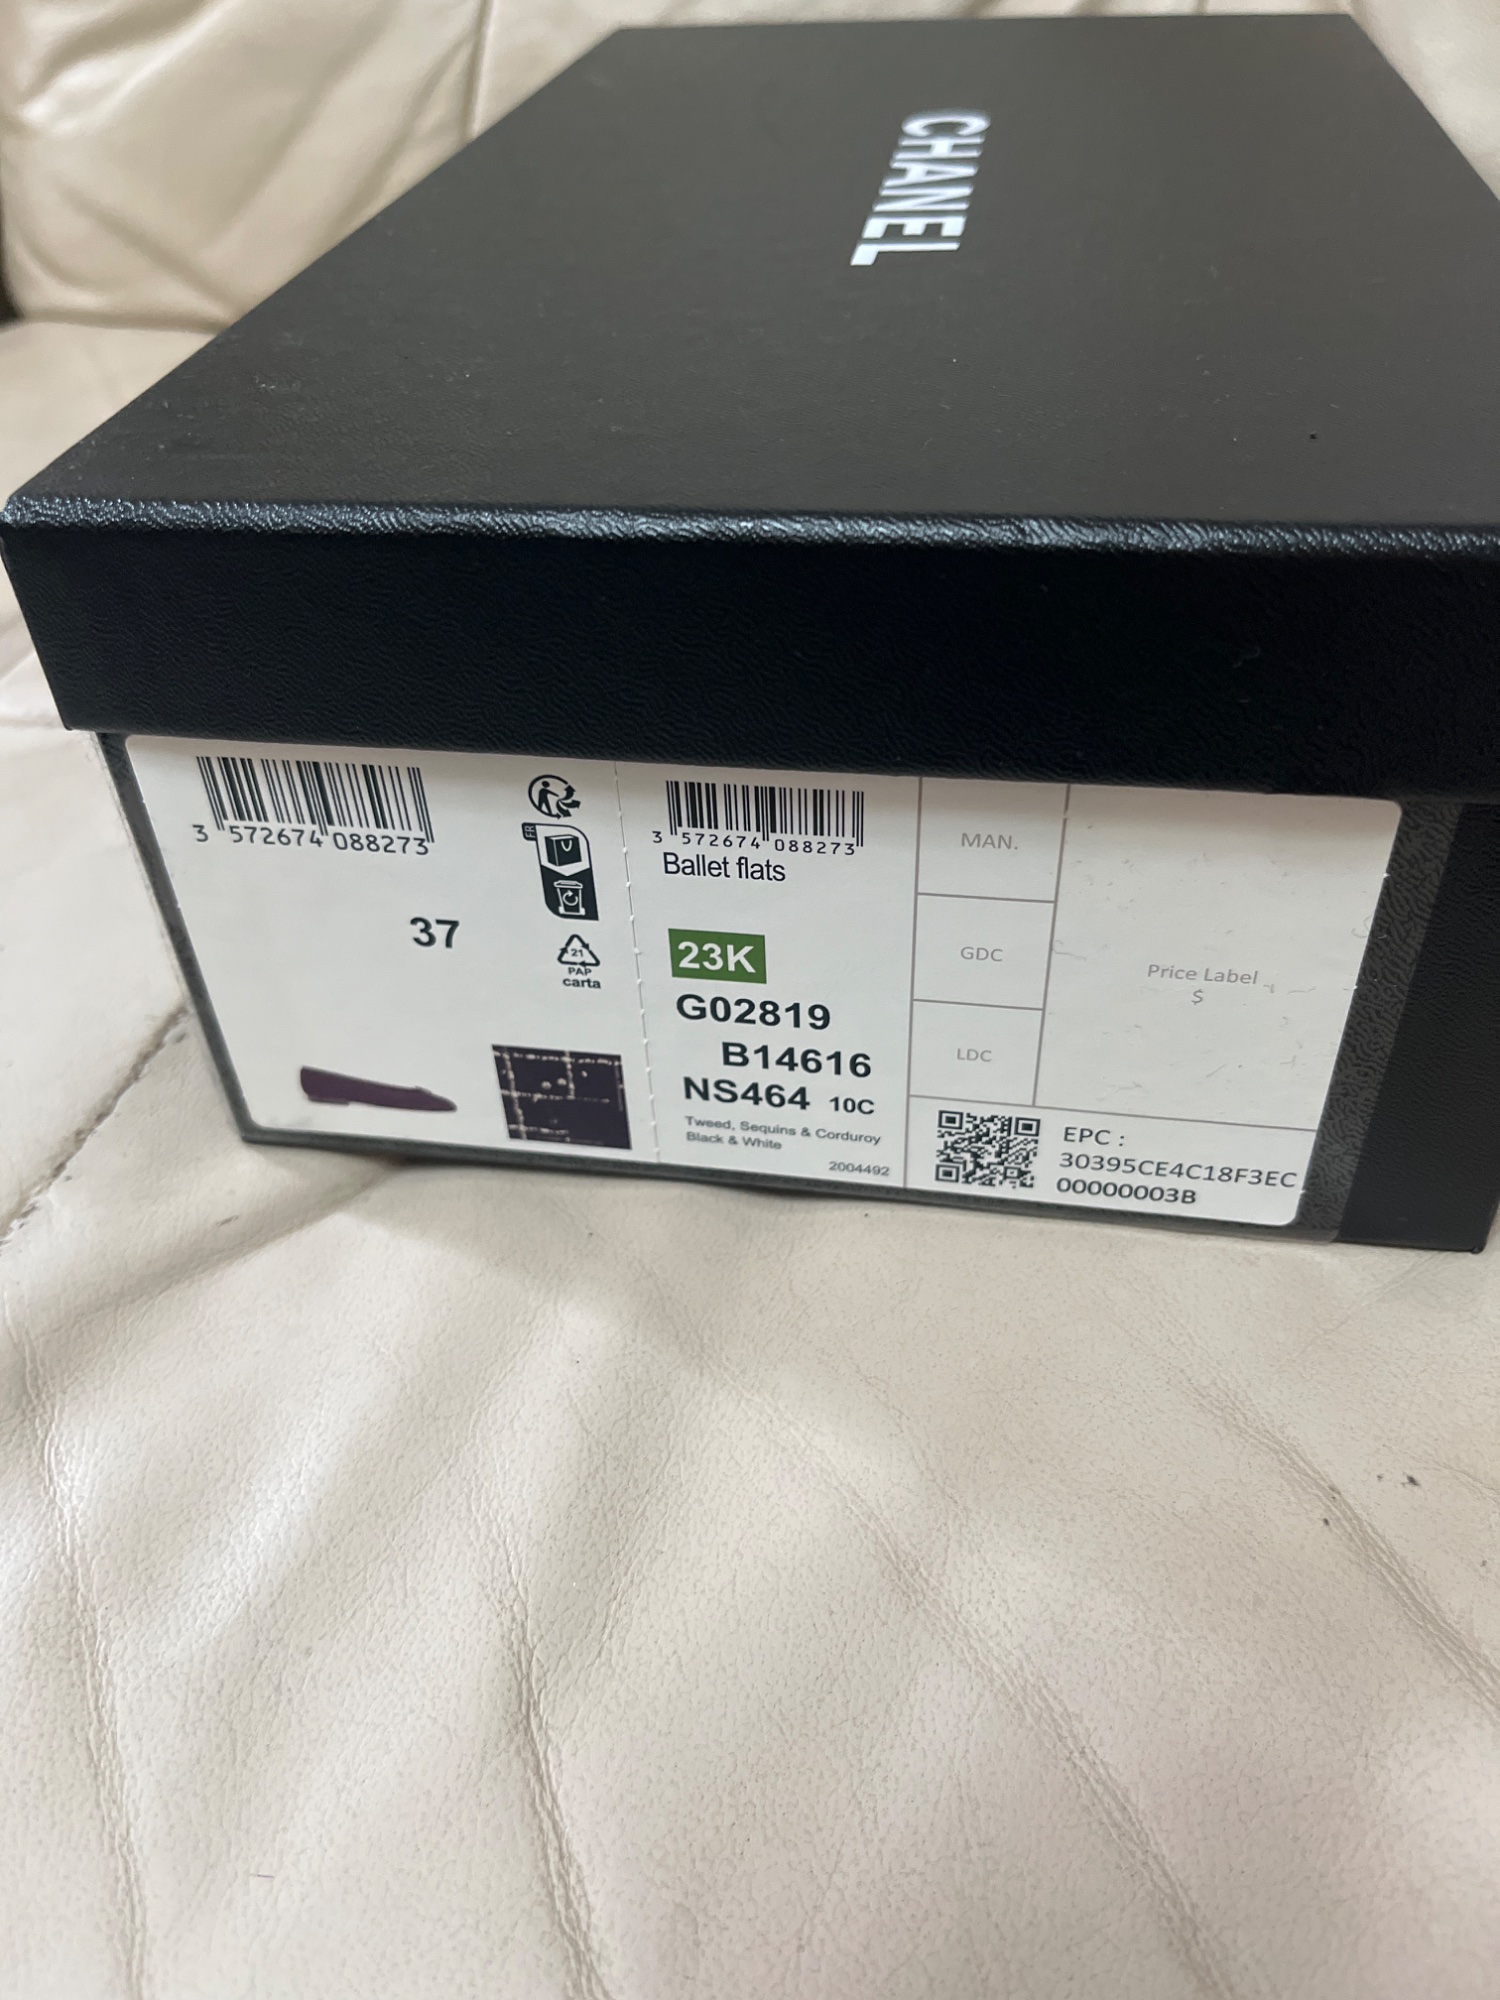 CHANEL
3 572674 088273
FR
37
21
PAP
carta
3 572674 088273
Ballet flats
23K
G02819
B14616
NS464 10C
Tweed, Sequins & Corduroy
Black & White
2004492
MAN.
GDC
LDC
Price Label
$
EPC :
30395CE4C18F3EC
00000003B